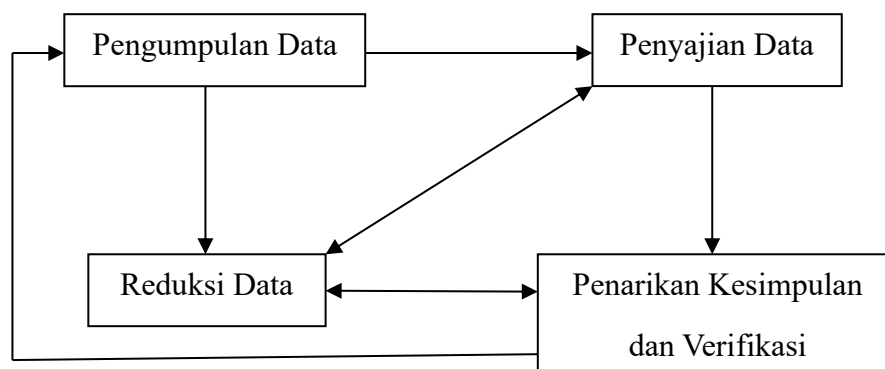 Pengumpulan Data
Penyajian Data
Reduksi Data
Penarikan Kesimpulan
dan Verifikasi